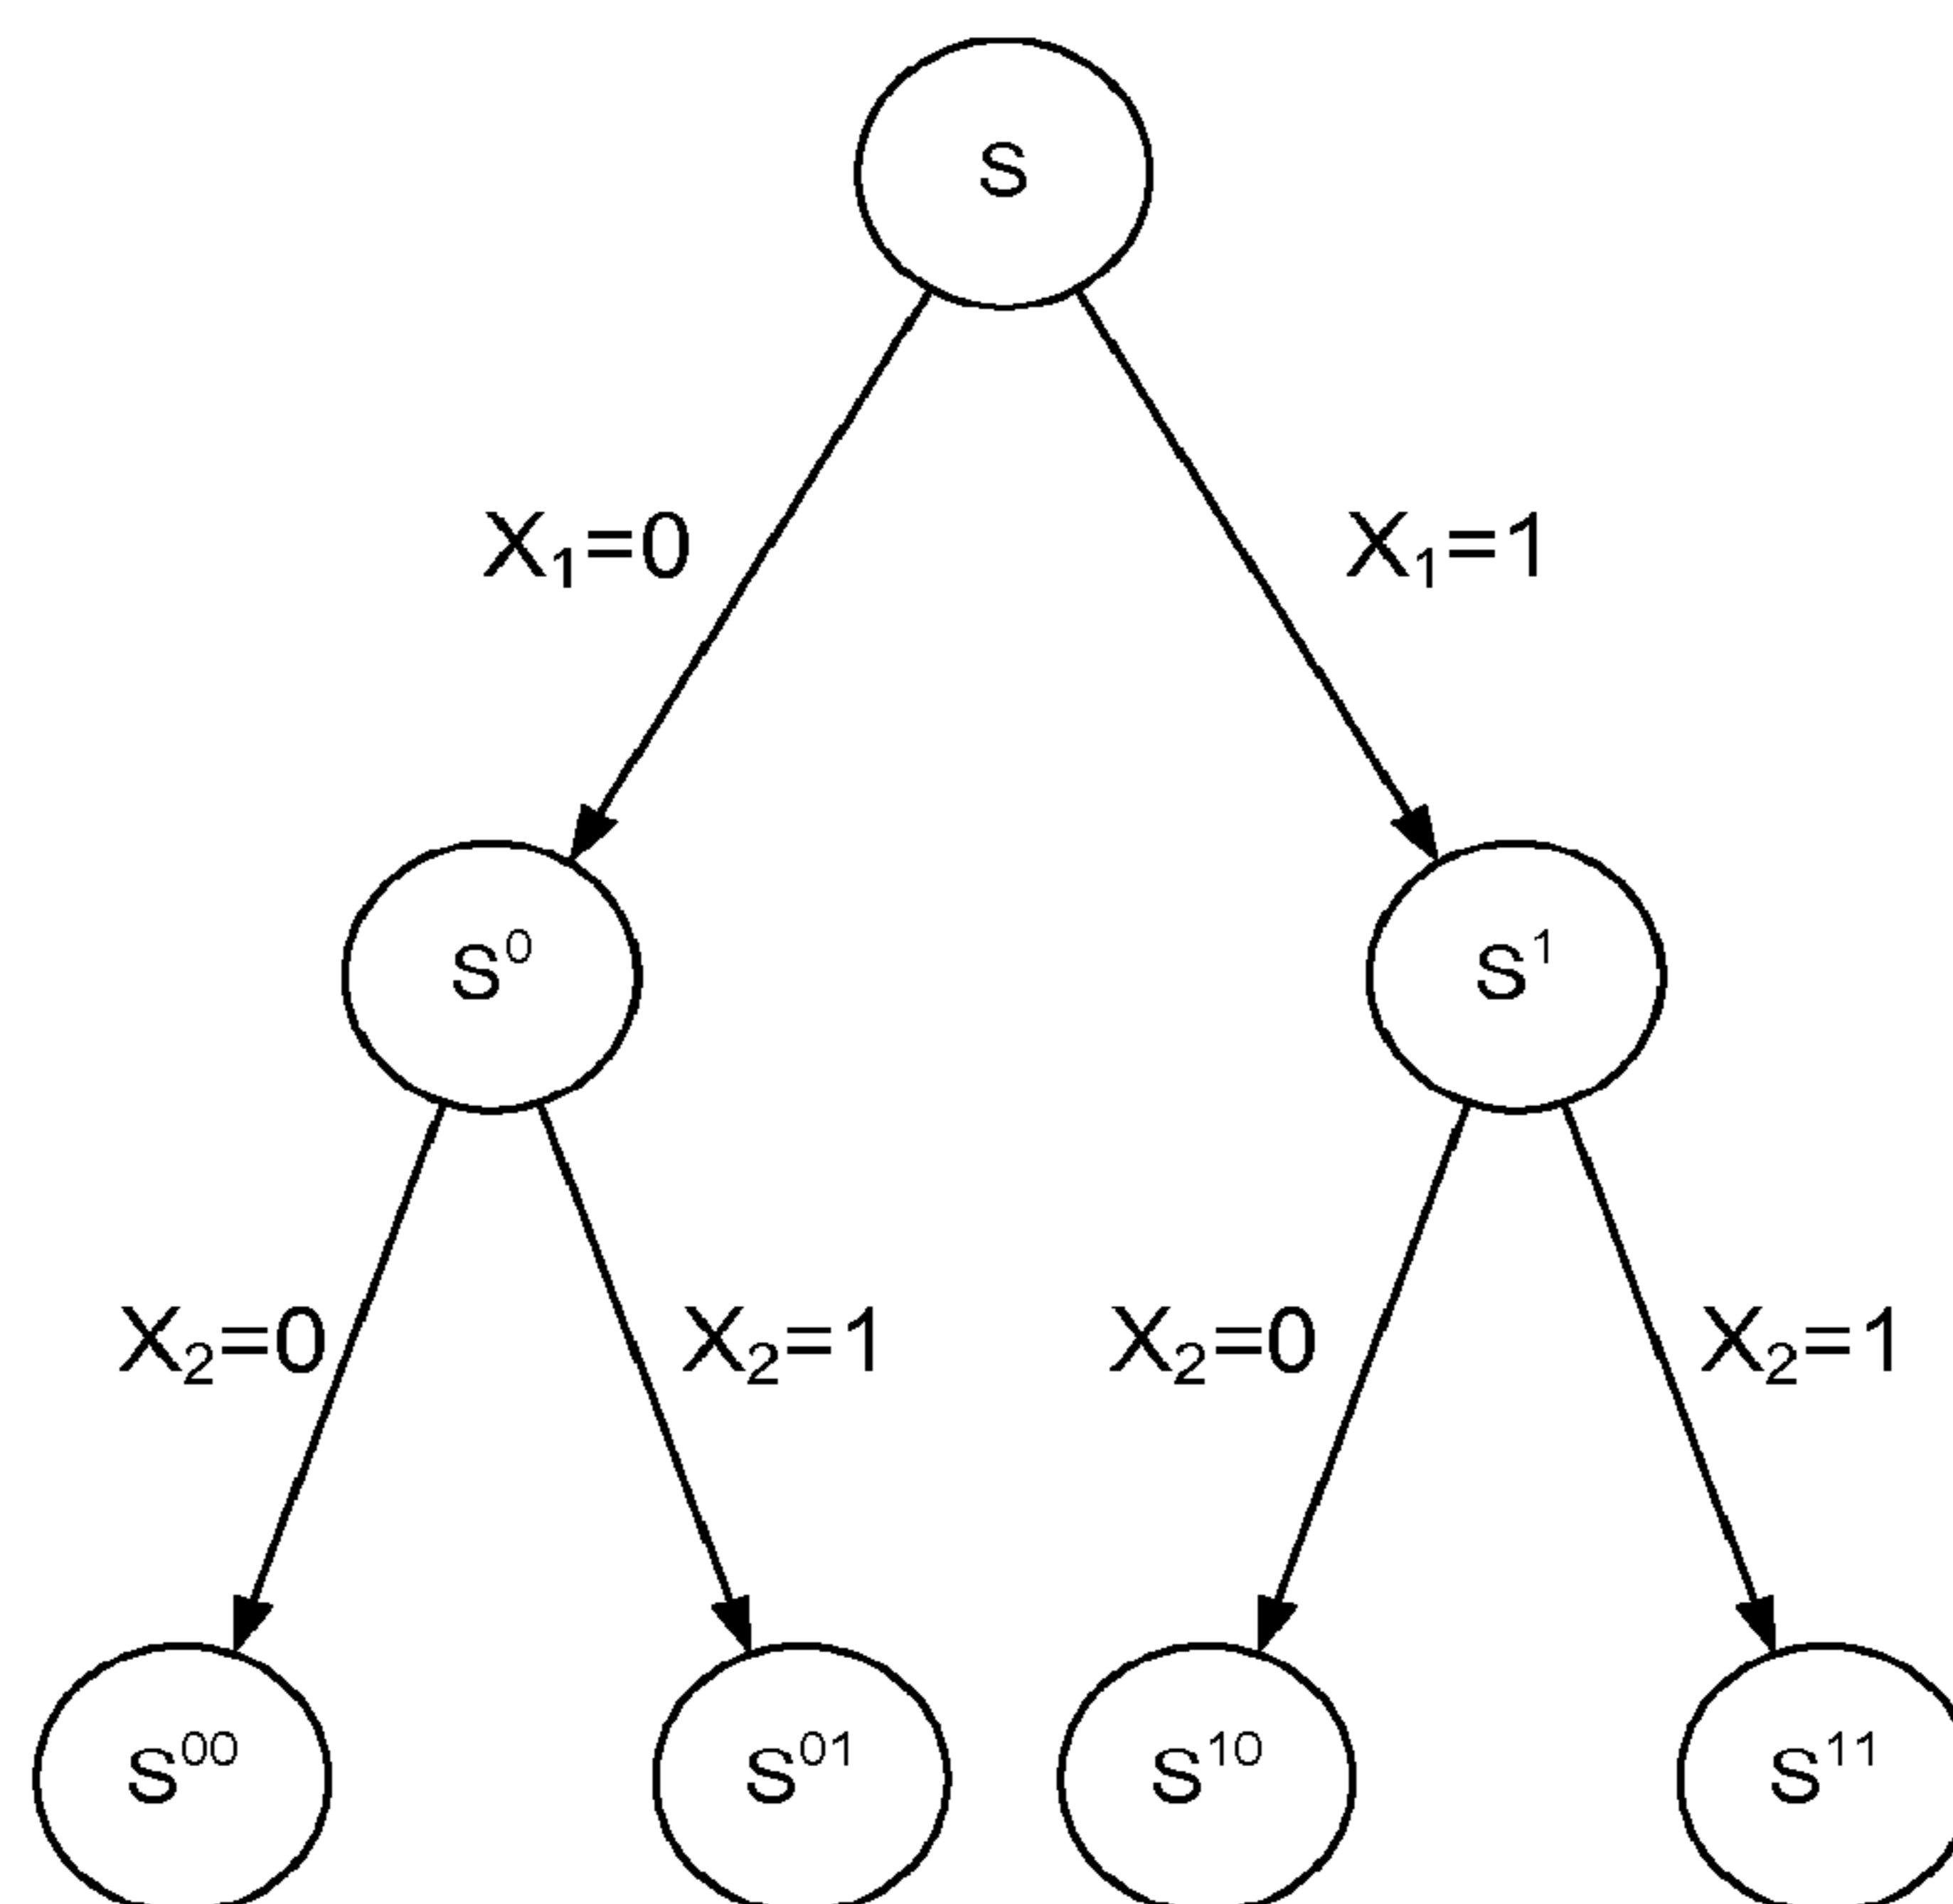 S
X₁=0 X₁=1
S⁰ S¹
X₂=0 X₂=1 X₂=0 X₂=1
S⁰⁰ S⁰¹ S¹⁰ S¹¹